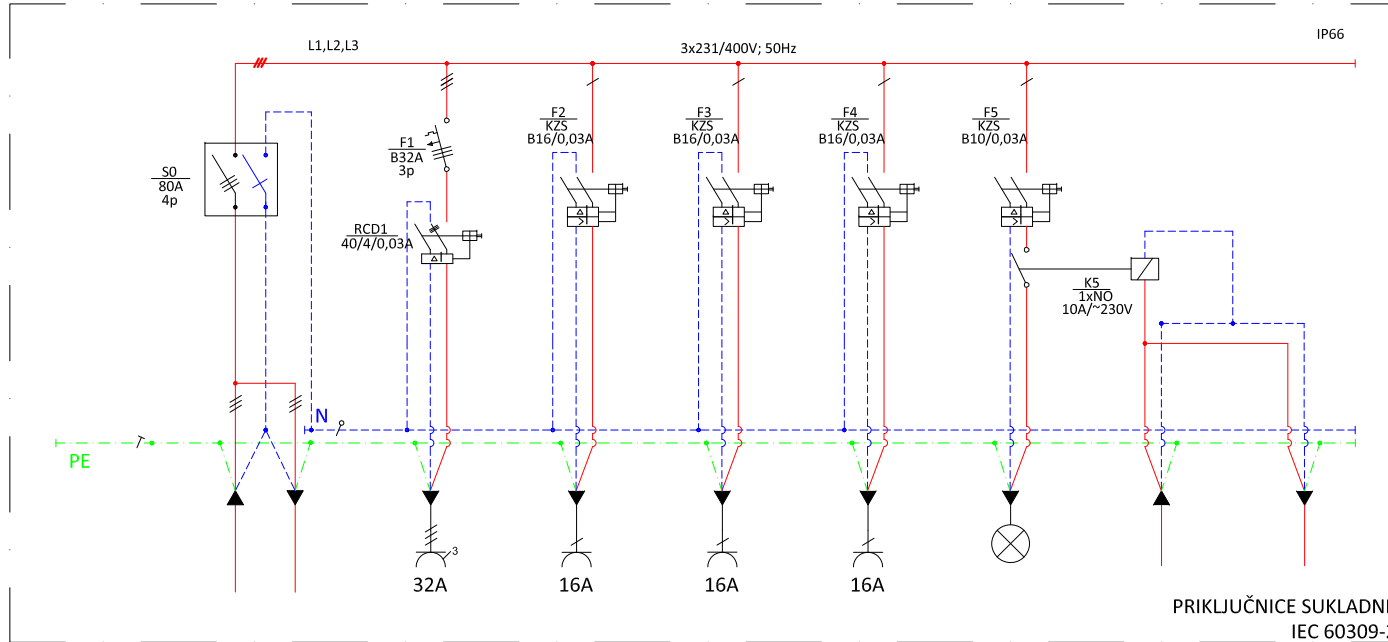 L1,L2,L3
3x231/400V; 50Hz
IP66
S0
80A
4p
F1
B32A
3p
RCD1
40/4/0,03A
F2
KZS
B16/0,03A
F3
KZS
B16/0,03A
F4
KZS
B16/0,03A
F5
KZS
B10/0,03A
K5
1xNO
10A/~230V
N
PE
3
32A
16A
16A
16A
PRIKLJUČNICE SUKLADN
IEC 60309-